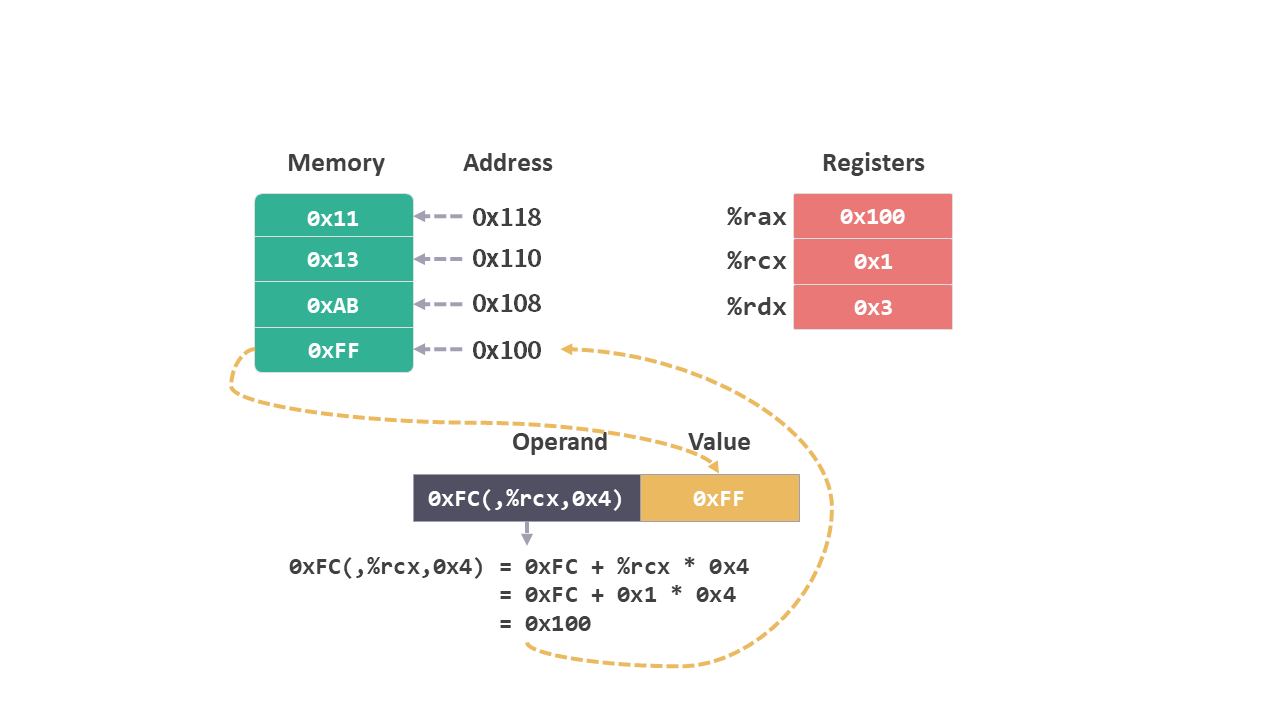 Memory Address Registers
0x11 0x118 %rax 0x100
0x13 0x110 %rcx 0x1
0xAB 0x108 %rdx 0x3
0xFF 0x100
Operand Value
0xFC(,%rcx,0x4) 0xFF
0xFC(,%rcx,0x4) = 0xFC + %rcx * 0x4
= 0xFC + 0x1 * 0x4
= 0x100